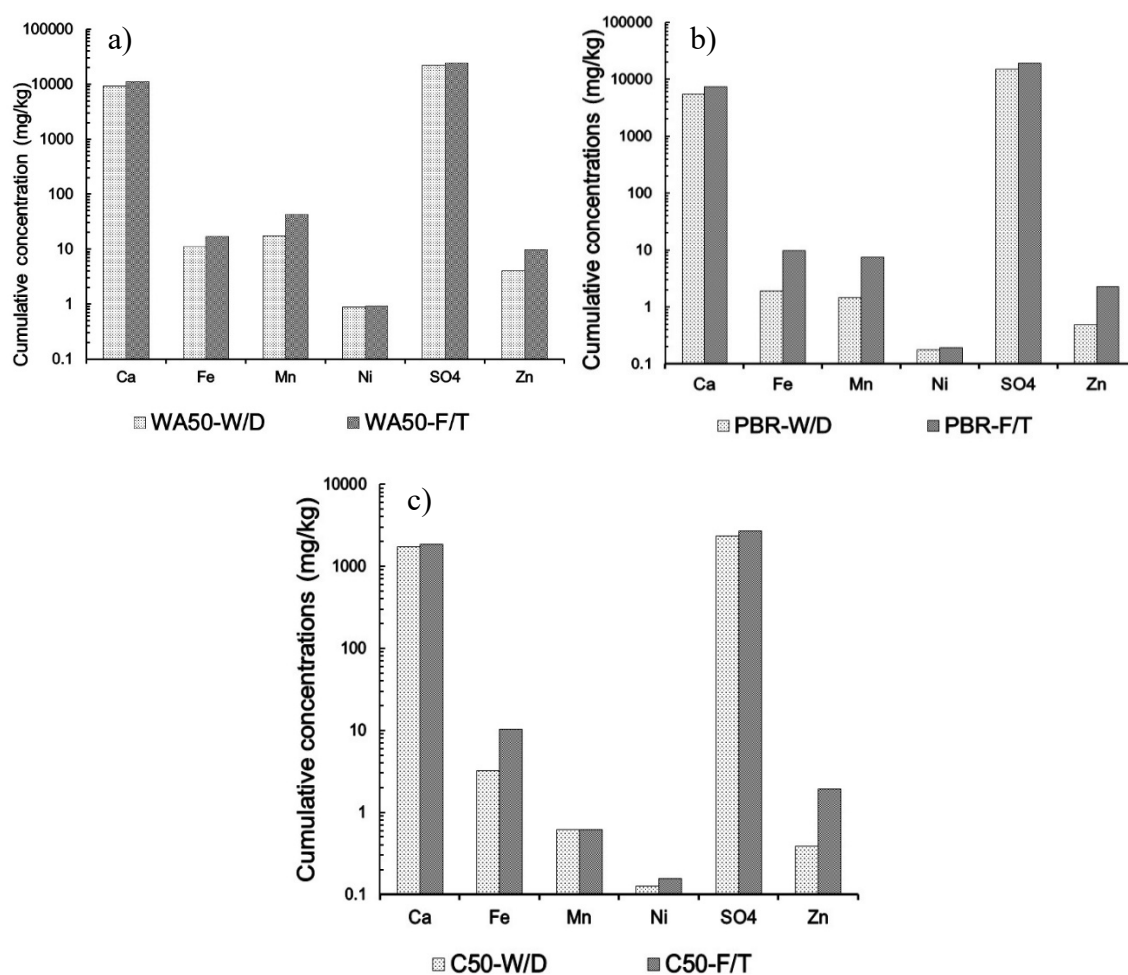 a)
Cumulative concentration (mg/kg)
100000
10000
1000
100
10
1
0.1
Ca Fe Mn Ni SO4 Zn
WA50-W/D WA50-F/T
b)
Cumulative concentrations (mg/kg)
100000
10000
1000
100
10
1
0.1
Ca Fe Mn Ni SO4 Zn
PBR-W/D PBR-F/T
c)
Cumulative concentrations (mg/kg)
10000
1000
100
10
1
0.1
Ca Fe Mn Ni SO4 Zn
C50-W/D C50-F/T